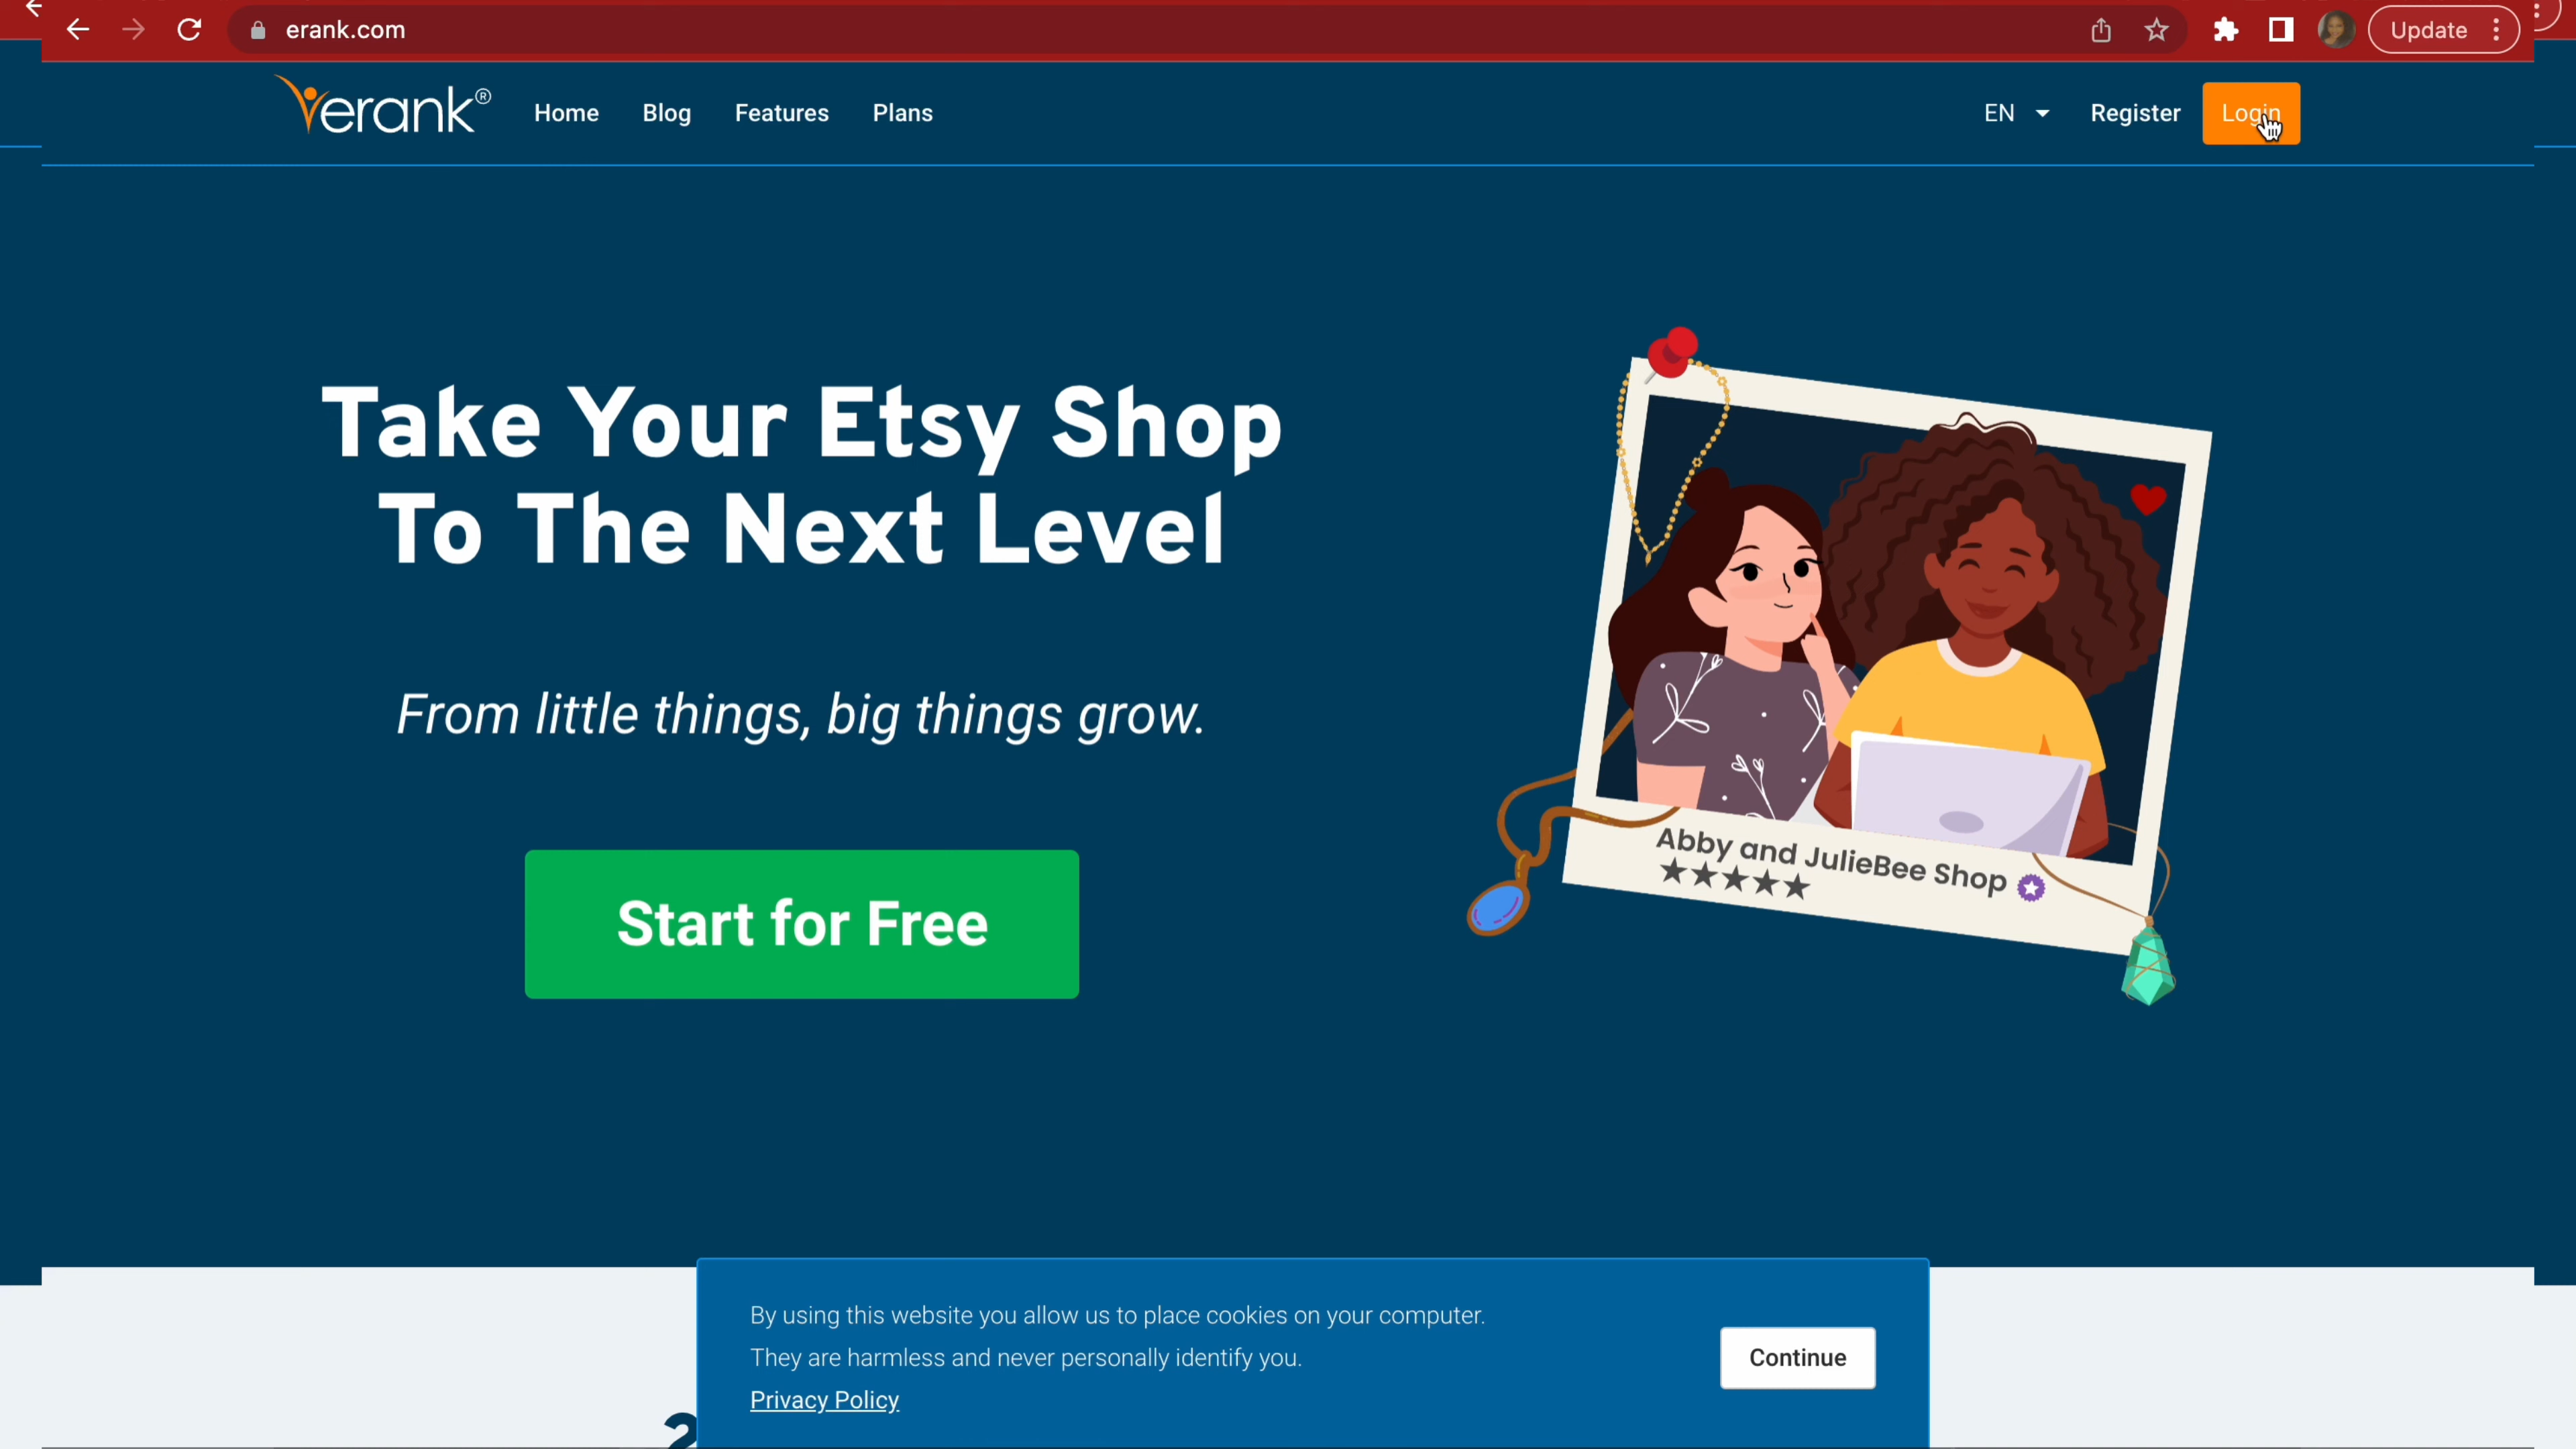 erank.com
Update
erank®
Home Blog Features Plans
EN Register Login
Take Your Etsy Shop
To The Next Level
From little things, big things grow.
Start for Free
Abby and JulieBee Shop
By using this website you allow us to place cookies on your computer.
They are harmless and never personally identify you.
Privacy Policy
Continue
2